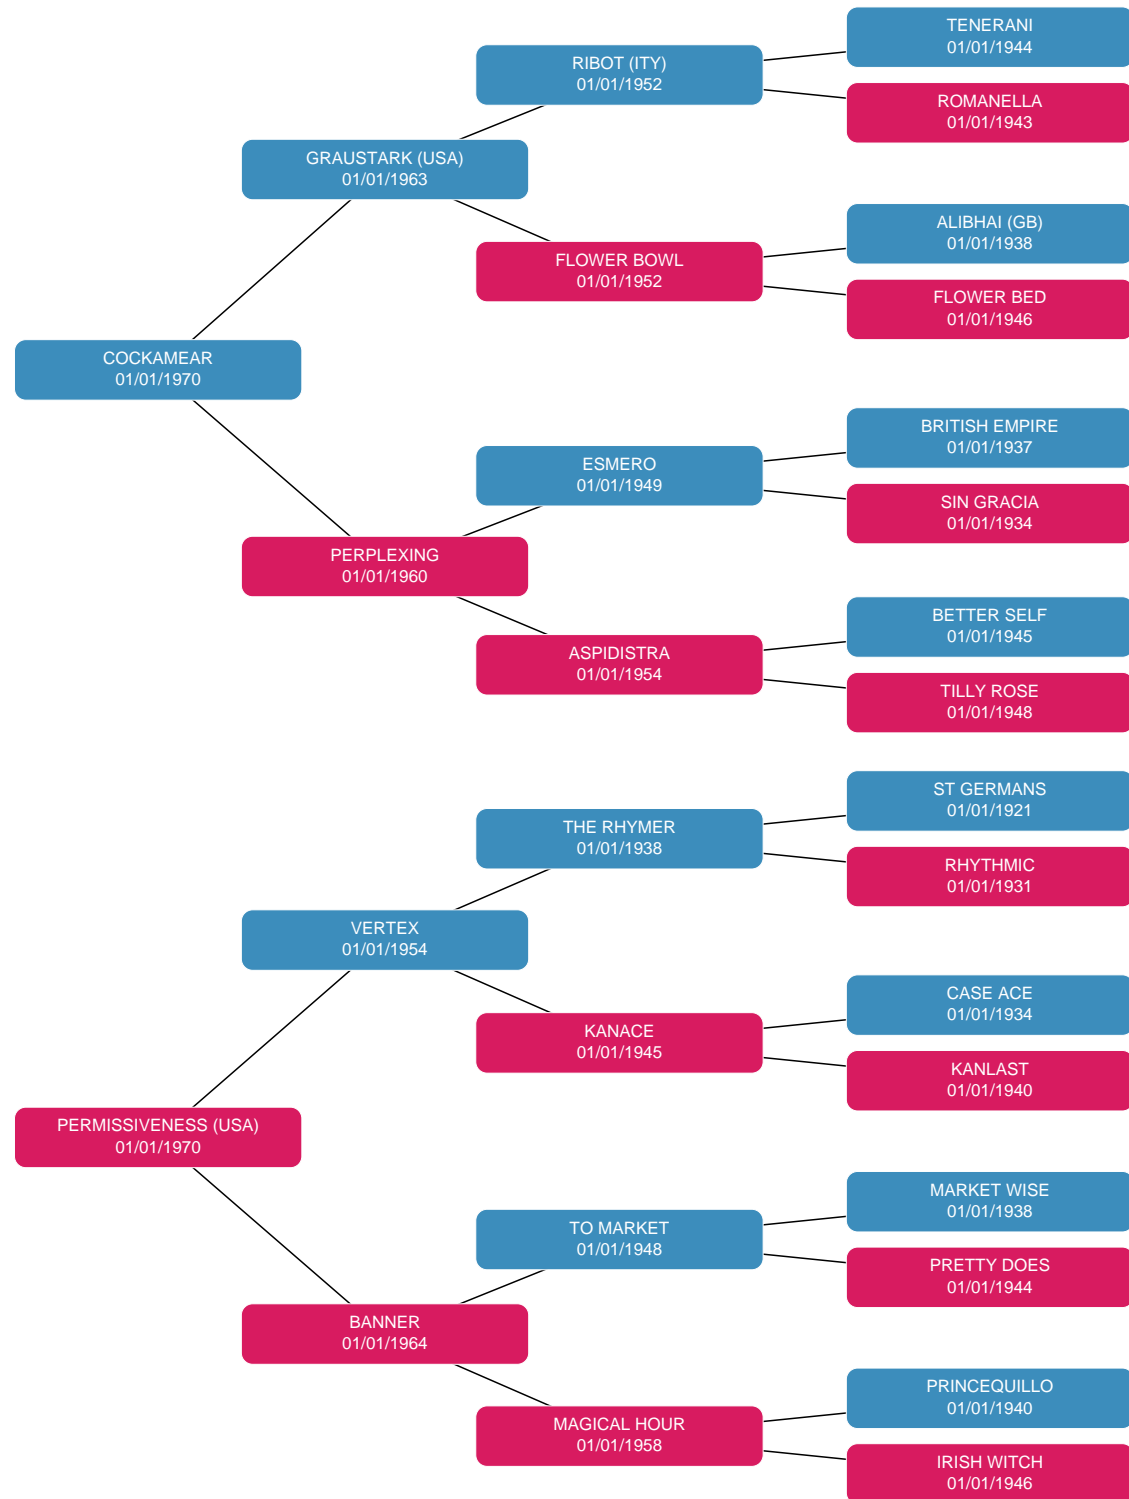 TENERANI
01/01/1944
RIBOT (ITY)
01/01/1952
ROMANELLA
01/01/1943
GRAUSTARK (USA)
01/01/1963
ALIBHAI (GB)
01/01/1938
FLOWER BOWL
01/01/1952
FLOWER BED
01/01/1946
COCKAMEAR
01/01/1970
BRITISH EMPIRE
01/01/1937
ESMERO
01/01/1949
SIN GRACIA
01/01/1934
PERPLEXING
01/01/1960
BETTER SELF
01/01/1945
ASPIDISTRA
01/01/1954
TILLY ROSE
01/01/1948
ST GERMANS
01/01/1921
THE RHYMER
01/01/1938
RHYTHMIC
01/01/1931
VERTEX
01/01/1954
CASE ACE
01/01/1934
KANACE
01/01/1945
KANLAST
01/01/1940
PERMISSIVENESS (USA)
01/01/1970
MARKET WISE
01/01/1938
TO MARKET
01/01/1948
PRETTY DOES
01/01/1944
BANNER
01/01/1964
PRINCEQUILLO
01/01/1940
MAGICAL HOUR
01/01/1958
IRISH WITCH
01/01/1946